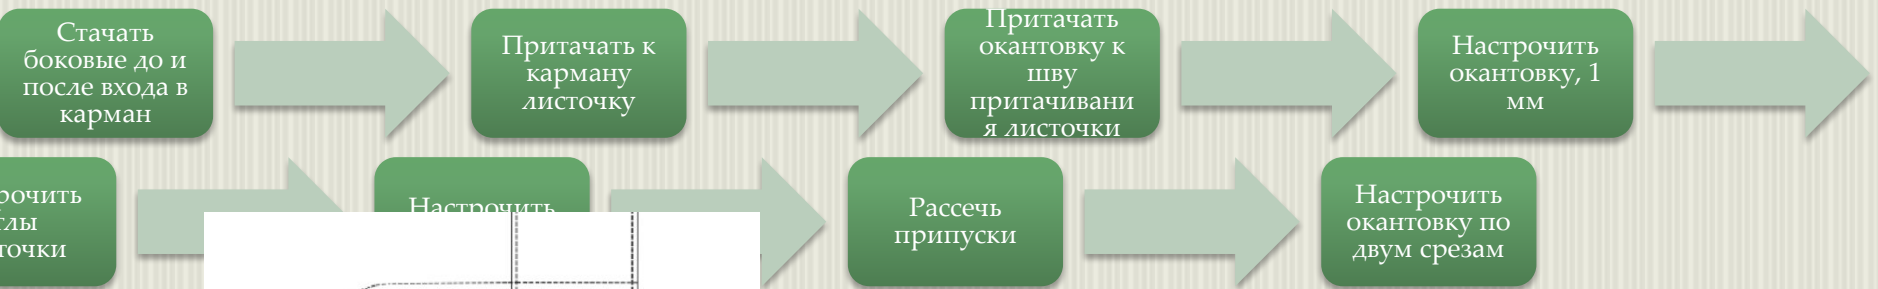 Стачать
боковые до и
после входа в
карман
Притачать к
карману
листочку
Притачать
окантовку к
шву
притачивани
я листочки
Настрочить
окантовку, 1
мм
Настрочить
Рассечь
припуски
Настрочить
окантовку по
двум срезам